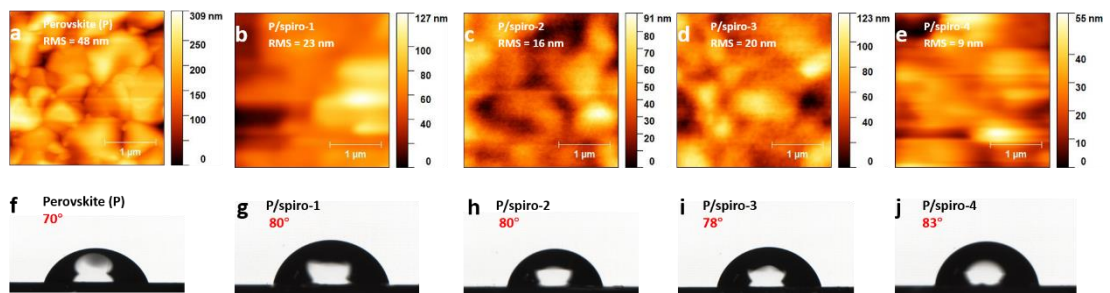 a
Perovskite (P)
RMS = 48 nm
1 µm
309 nm
250
200
150
100
50
0
b
P/spiro-1
RMS = 23 nm
1 µm
127 nm
100
80
60
40
20
0
c
P/spiro-2
RMS = 16 nm
1 µm
91 nm
80
70
60
50
40
30
20
10
0
d
P/spiro-3
RMS = 20 nm
1 µm
123 nm
100
80
60
40
20
0
e
P/spiro-4
RMS = 9 nm
1 µm
55 nm
40
30
20
10
0
f
Perovskite (P)
70°
g
P/spiro-1
80°
h
P/spiro-2
80°
i
P/spiro-3
78°
j
P/spiro-4
83°